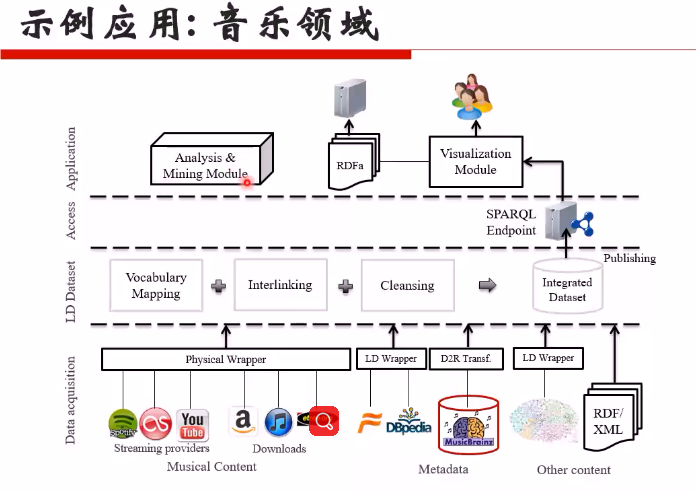 示例应用: 音乐领域
Application
Analysis &
Mining Module
RDFa
Visualization
Module
Access
SPARQL
Endpoint
LD Dataset
Vocabulary
Mapping
Interlinking
Cleansing
Integrated
Dataset
Publishing
Data acquisition
Physical Wrapper
LD Wrapper
D2R Transf.
LD Wrapper
Spotify
You
Tube
a
DBpedia
MusicBrainz
RDF/
XML
Streaming providers
Downloads
Musical Content
Metadata
Other content